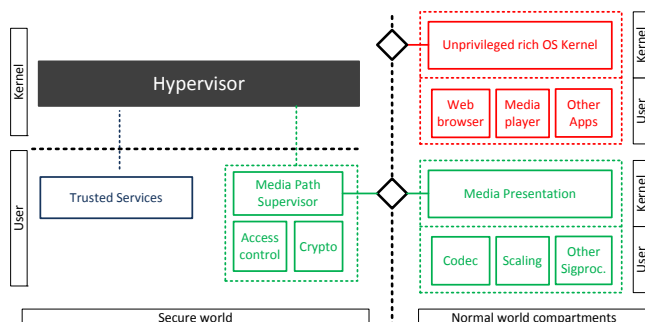 Kernel
Hypervisor
Unprivileged rich OS Kernel
Kernel
Web
browser
Media
player
Other
Apps
User
User
Trusted Services
Media Path
Supervisor
Access
control
Crypto
Media Presentation
Kernel
Codec
Scaling
Other
Sigproc.
User
Secure world
Normal world compartments